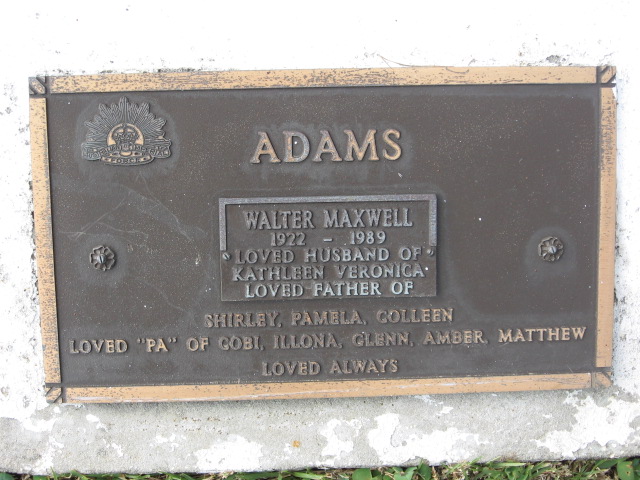 ADAMS
WALTER MAXWELL
1922 - 1989
LOVED HUSBAND OF
KATHLEEN VERONICA
LOVED FATHER OF
SHIRLEY, PAMELA, COLLEEN
LOVED "PA" OF COBI, ILLONA, GLENN, AMBER, MATTHEW
LOVED ALWAYS